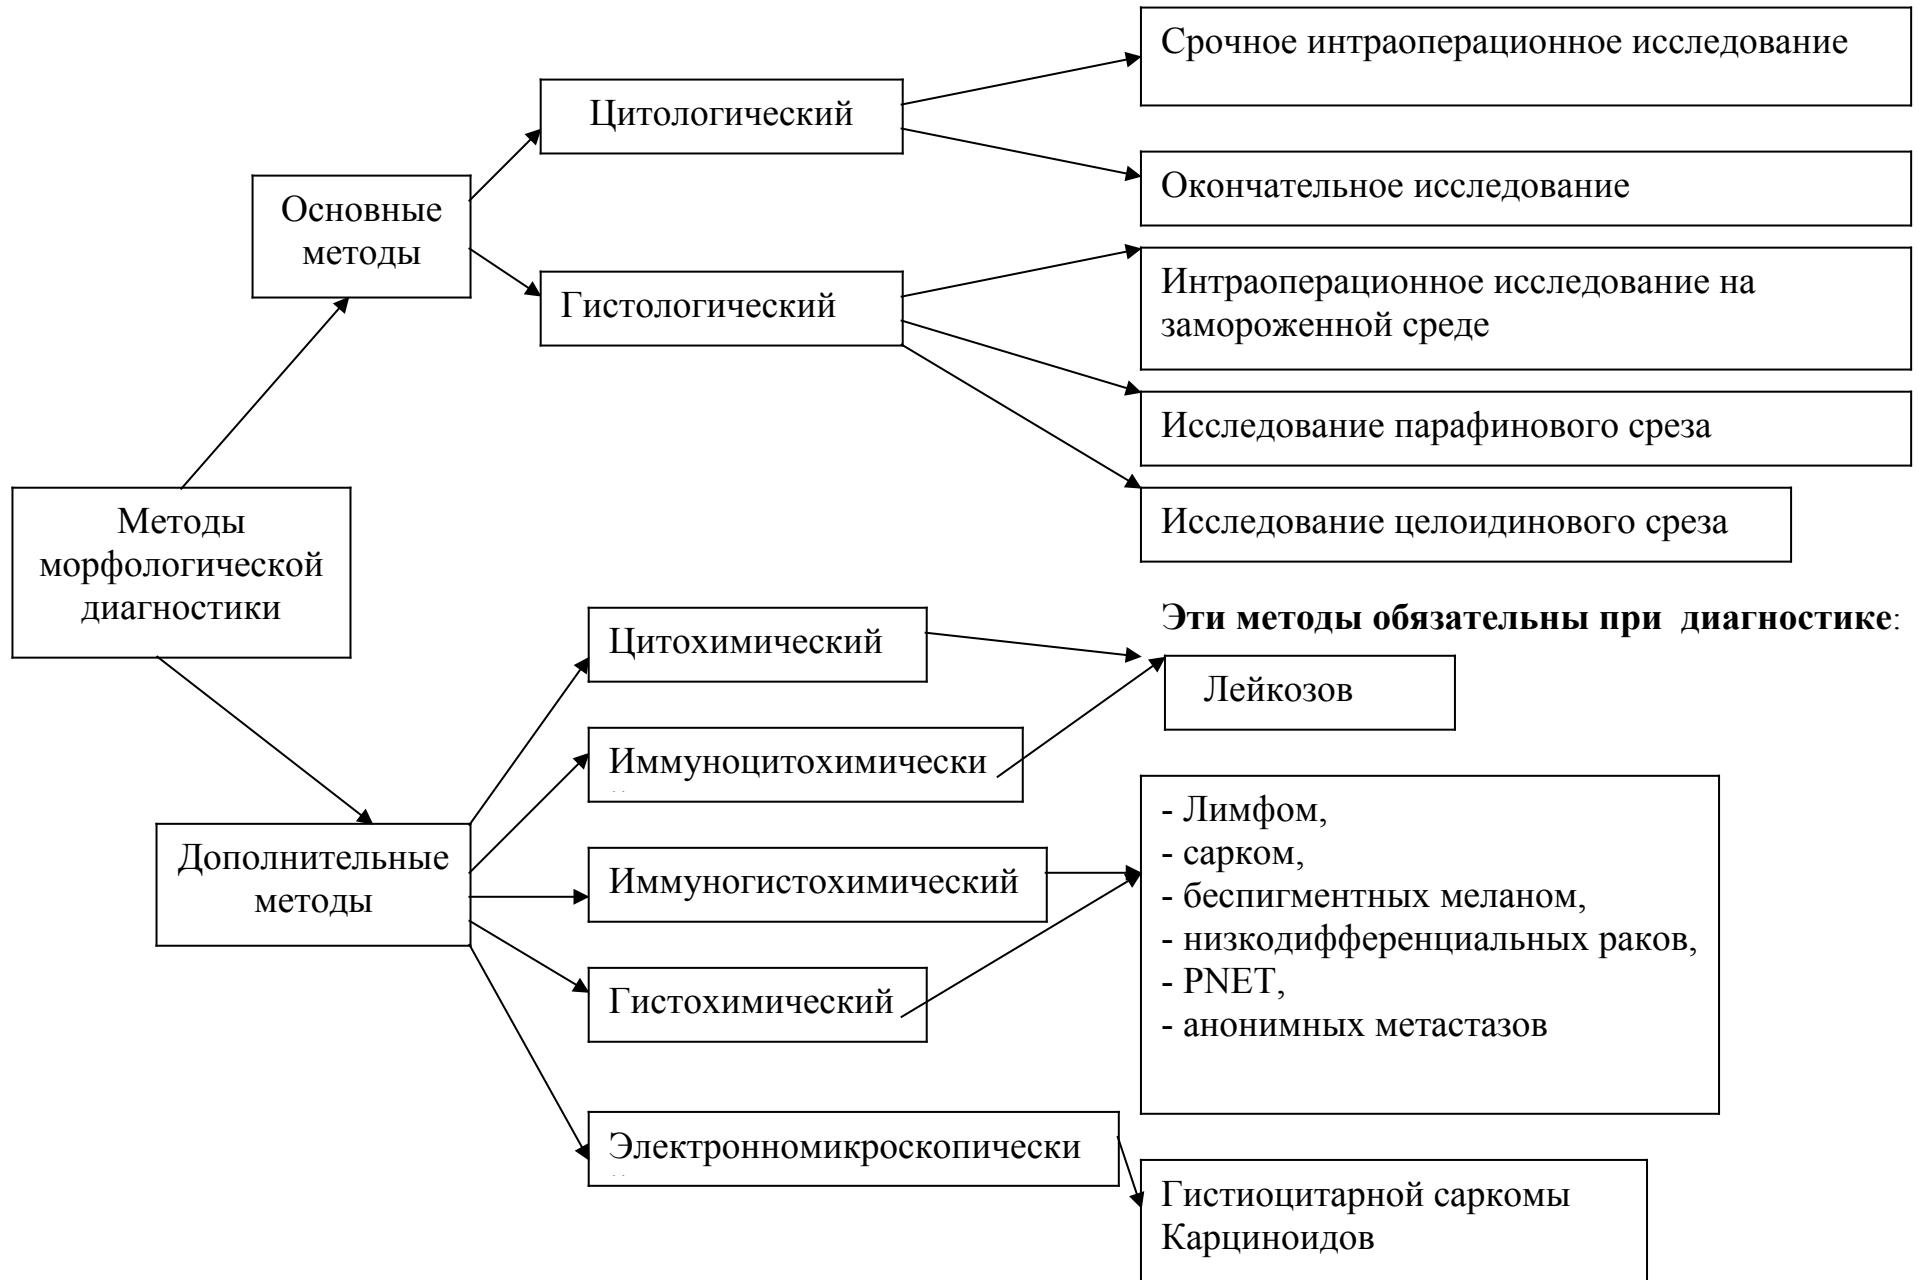 Срочное интраоперационное исследование
Цитологический
Окончательное исследование
Основные
методы
Гистологический
Интраоперационное исследование на
замороженной среде
Исследование парафинового среза
Исследование целоидинового среза
Методы
морфологической
диагностики
Эти методы обязательны при диагностике:
Цитохимический
Лейкозов
Иммуноцитохимически
Дополнительные
методы
Иммуногистохимический
- Лимфом,
- сарком,
- беспигментных меланом,
- низкодифференциальных раков,
- PNET,
- анонимных метастазов
Гистохимический
Электронномикроскопически
Гистиоцитарной саркомы
Карциноидов